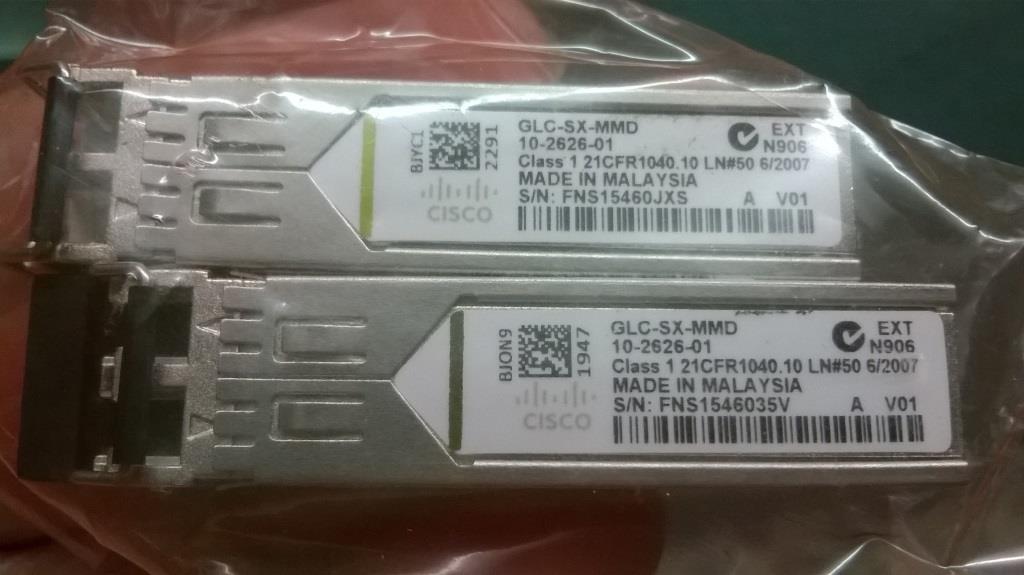 BJYC1
2291
GLC-SX-MMD
10-2626-01
Class 1 21CFR1040.10 LN#50 6/2007
MADE IN MALAYSIA
S/N: FNS15460JXS A V01
EXT
N906
CISCO
BJON9
1947
GLC-SX-MMD
10-2626-01
Class 1 21CFR1040.10 LN#50 6/2007
MADE IN MALAYSIA
S/N: FNS1546035V A V01
EXT
N906
CISCO